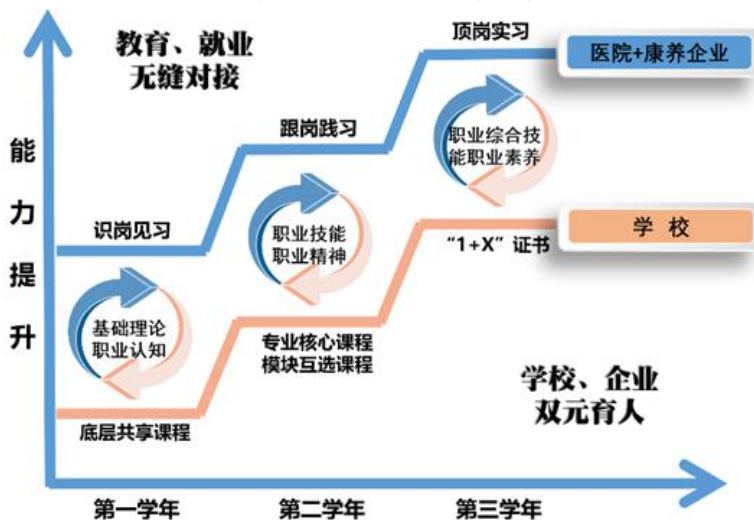 教育、就业
无缝对接
顶岗实习
医院+康养企业
跟岗践习
职业综合技
能职业素养
能力提升
识岗见习
职业技能
职业精神
“1+X”证书
学 校
基础理论
职业认知
专业核心课程
模块互选课程
学校、企业
双元育人
底层共享课程
第一学年
第二学年
第三学年